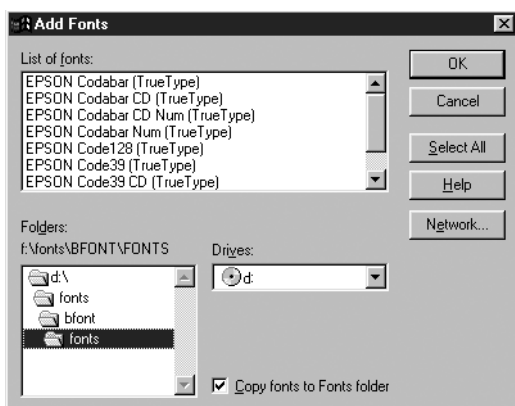 Add Fonts
List of fonts:
EPSON Codabar (TrueType)
EPSON Codabar CD (TrueType)
EPSON Codabar CD Num (TrueType)
EPSON Codabar Num (TrueType)
EPSON Code128 (TrueType)
EPSON Code39 (TrueType)
EPSON Code39 CD (TrueType)
OK
Cancel
Select All
Help
Network...
Folders:
f:\fonts\BFONT\FONTS
d:\
fonts
bfont
fonts
Drives:
d:
Copy fonts to Fonts folder